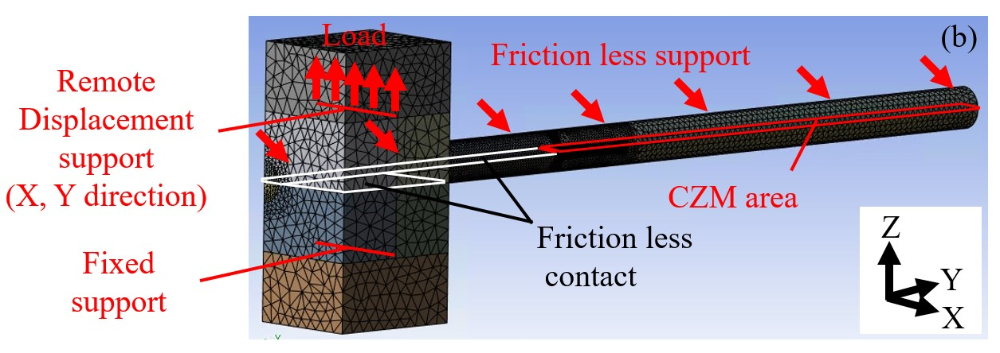 (b)
Load
Friction less support
Remote
Displacement
support
(X, Y direction)
CZM area
Friction less
contact
Fixed
support
Z
Y
X
Y